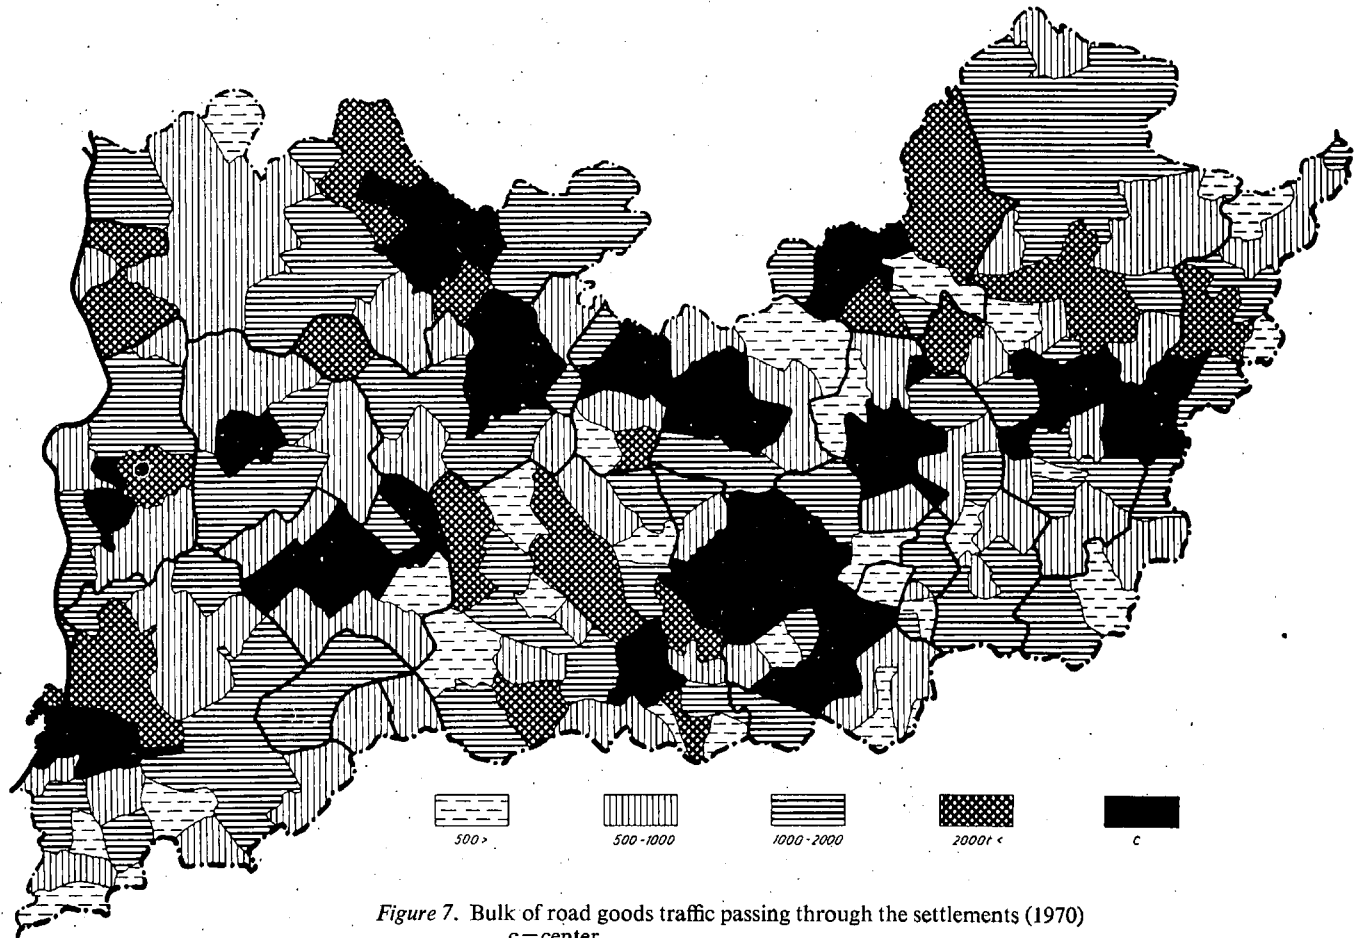 500 >
500-1000
1000-2000
2000t <
c
Figure 7. Bulk of road goods traffic passing through the settlements (1970)
c=center